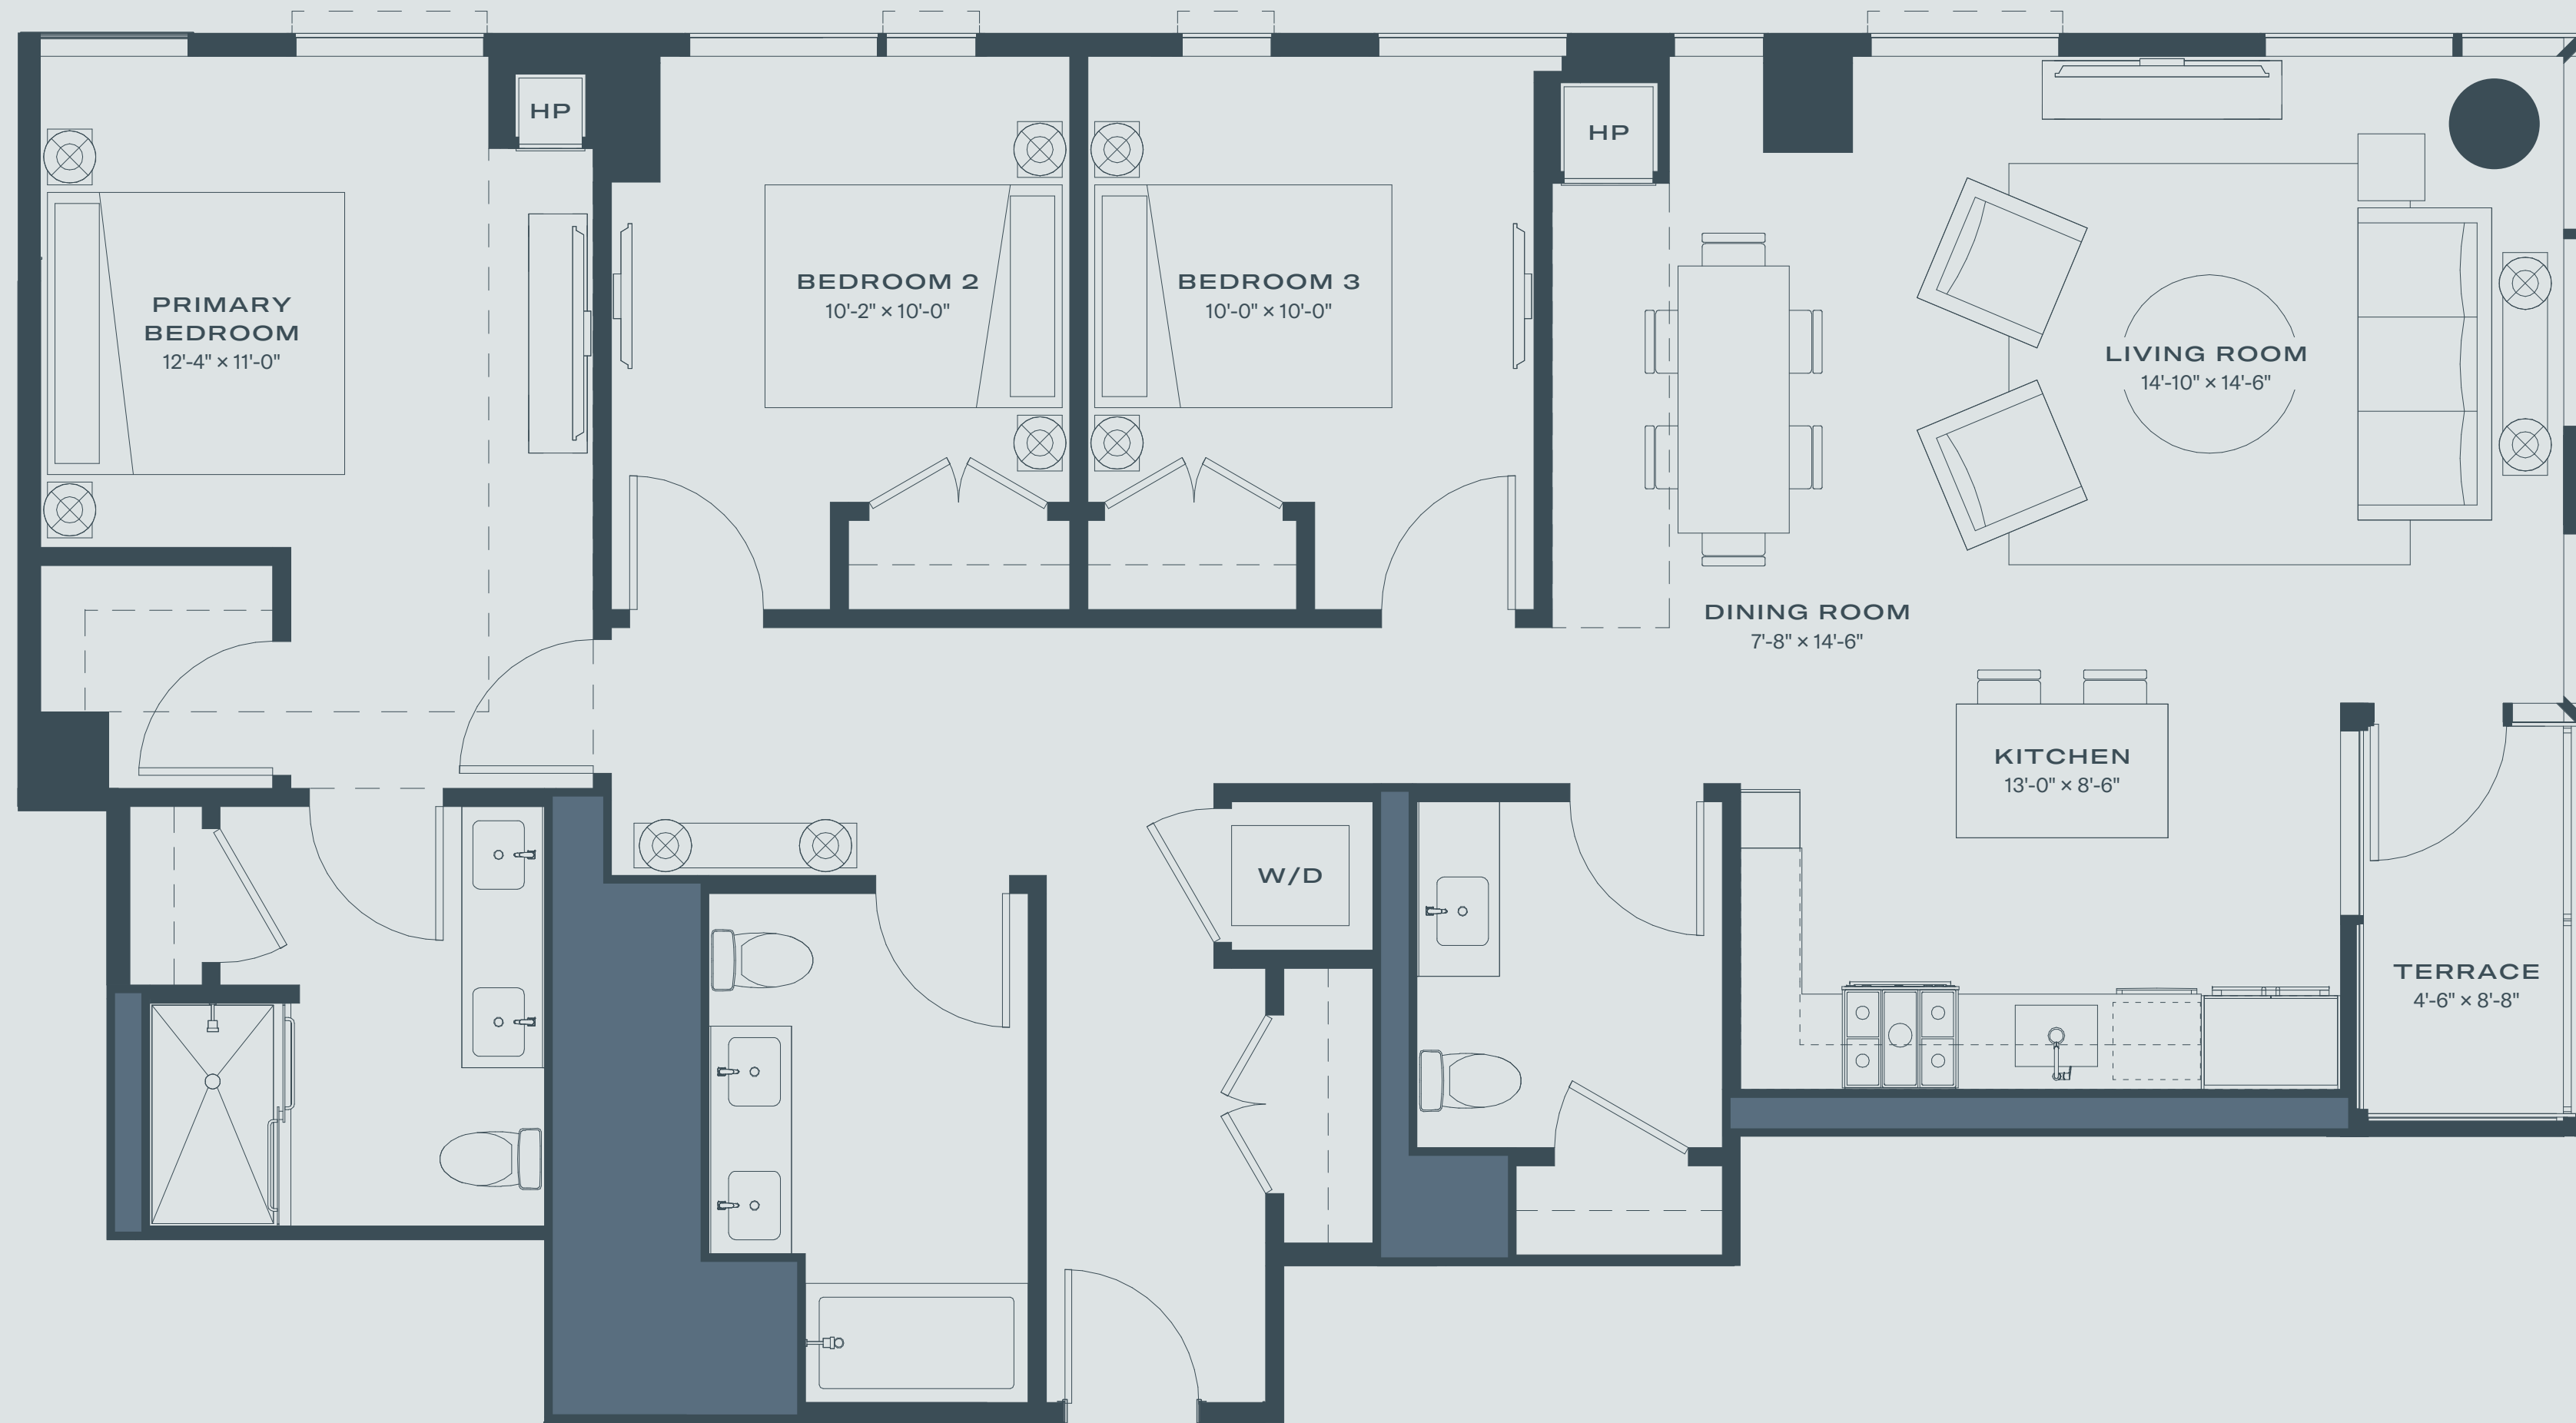 HP
HP
PRIMARY
BEDROOM
12'-4" × 11'-0"
BEDROOM 2
10'-2" × 10'-0"
BEDROOM 3
10'-0" × 10'-0"
LIVING ROOM
14'-10" × 14'-6"
DINING ROOM
7'-8" × 14'-6"
KITCHEN
13'-0" × 8'-6"
W/D
TERRACE
4'-6" × 8'-8"